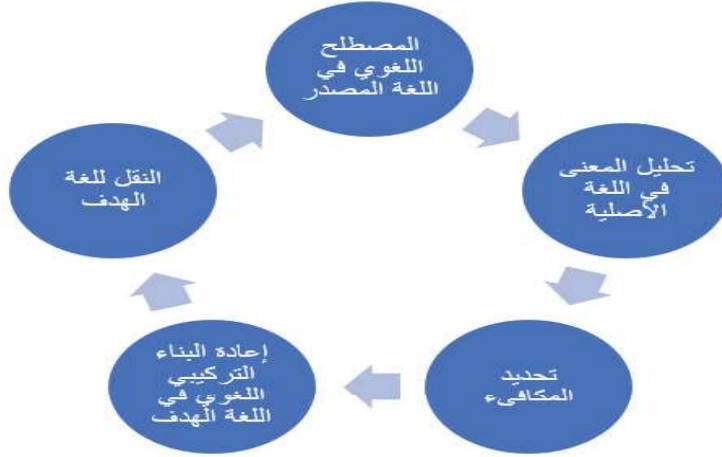 المصطلح
اللغوي في
اللغة المصدر
تحليل المعنى
في اللغة
الأصلية
تحديد
المكافىء
إعادة البناء
التركيبي
اللغوي في
اللغة الهدف
النقل للغة
الهدف